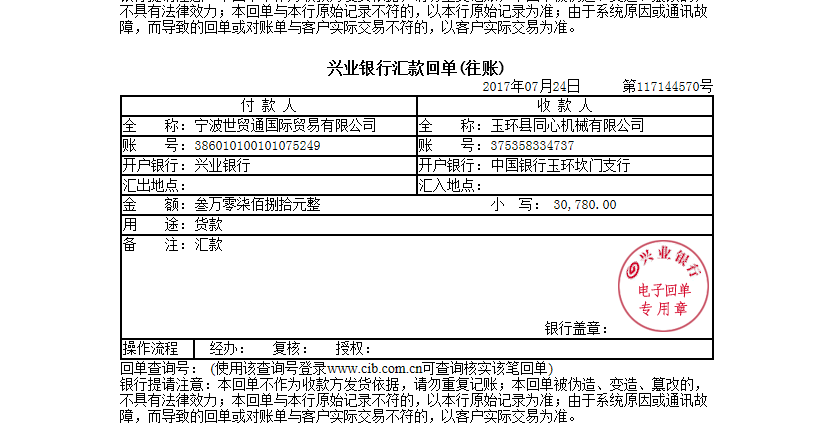 不具有法律效力；本回单与本行原始记录不符的，以本行原始记录为准；由于系统原因或通讯故
障，而导致的回单或对账单与客户实际交易不符的，以客户实际交易为准。
兴业银行汇款回单(往账)
2017年07月24日 第117144570号
付 款 人 收 款 人
全 称：宁波世贸通国际贸易有限公司 全 称：玉环县同心机械有限公司
账 号：386010100101075249 账 号：375358334737
开户银行：兴业银行 开户银行：中国银行玉环坎门支行
汇出地点： 汇入地点：
金 额：叁万零柒佰捌拾元整 小 写： 30,780.00
用 途：货款
备 注：汇款
兴业银行
电子回单
专用章
银行盖章：
操作流程 经办： 复核： 授权：
回单查询号： (使用该查询号登录www.cib.com.cn可查询核实该笔回单)
银行提请注意：本回单不作为收款方发货依据，请勿重复记账；本回单被伪造、变造、篡改的，
不具有法律效力；本回单与本行原始记录不符的，以本行原始记录为准；由于系统原因或通讯故
障，而导致的回单或对账单与客户实际交易不符的，以客户实际交易为准。